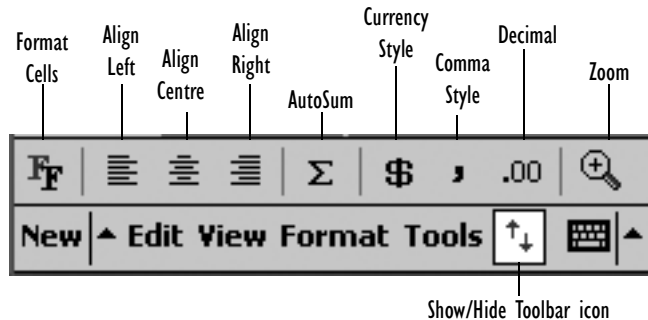 Format Cells
Align Left
Align Centre
Align Right
AutoSum
Currency Style
Comma Style
Decimal
Zoom
FF Σ $ , .00
New Edit View Format Tools
Show/Hide Toolbar icon